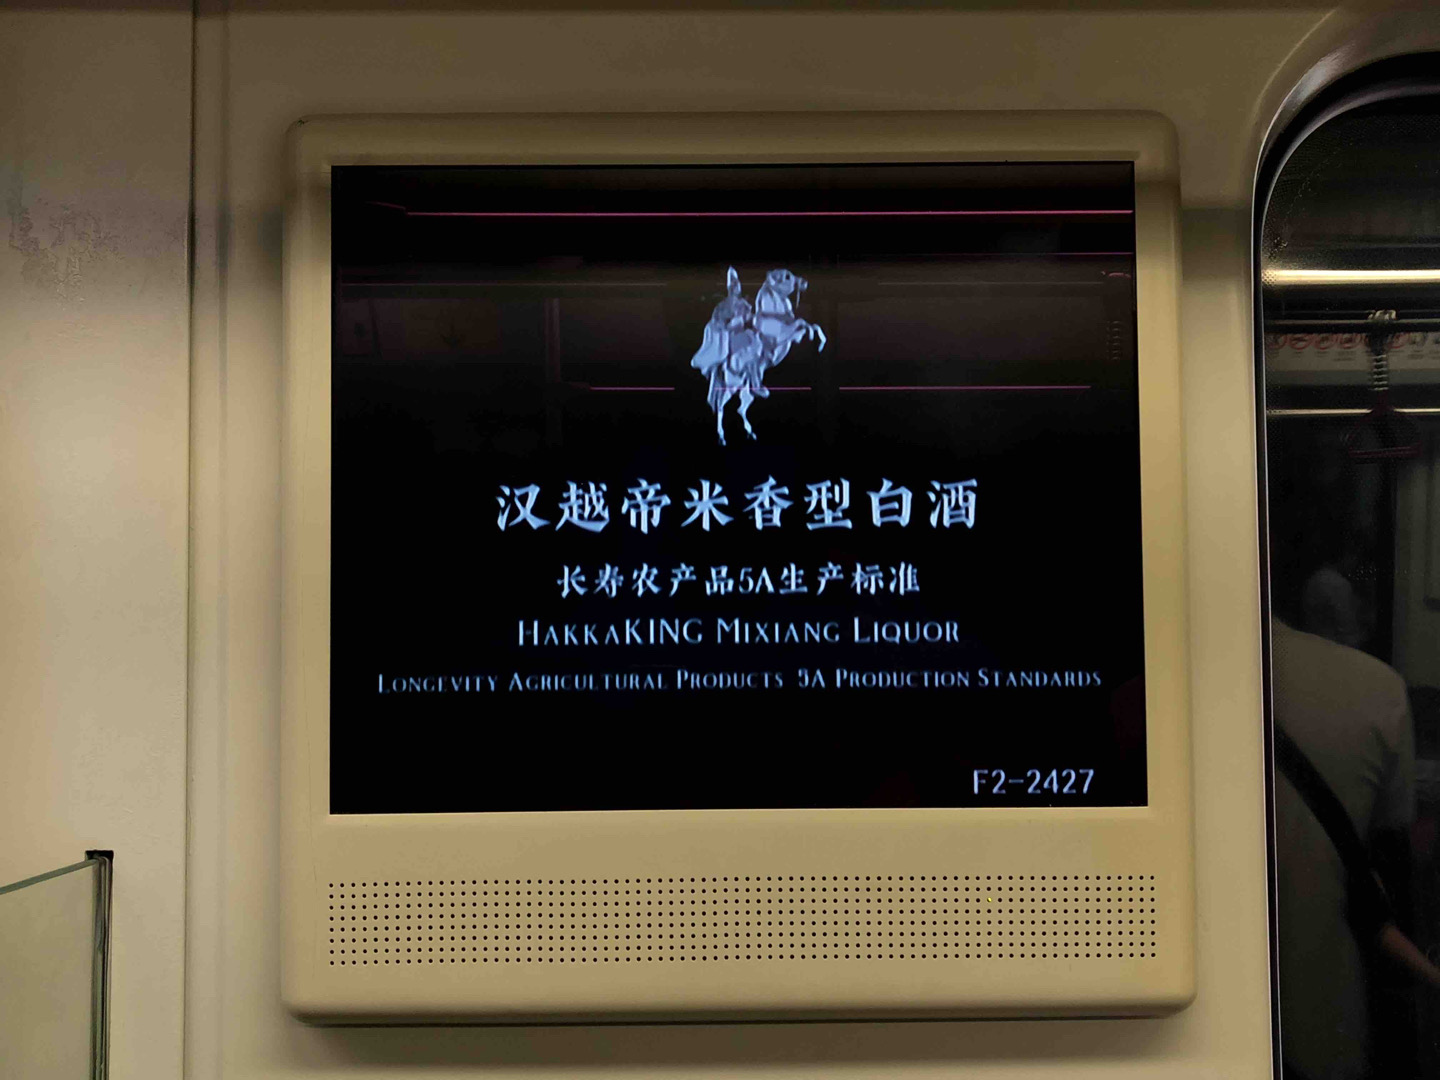 汉越帝米香型白酒
长寿农产品5A生产标准
HAKKAKING MIXIANG LIQUOR
LONGEVITY AGRICULTURAL PRODUCTS 5A PRODUCTION STANDARDS
F2-2427